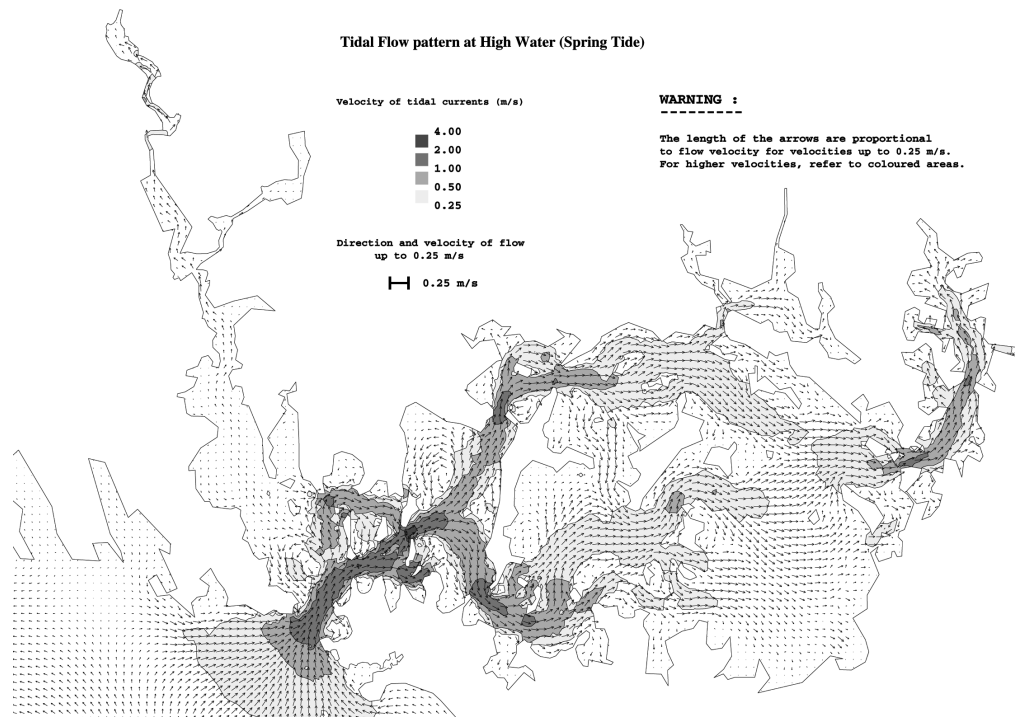 Tidal Flow pattern at High Water (Spring Tide)
Velocity of tidal currents (m/s)
4.00
2.00
1.00
0.50
0.25
Direction and velocity of flow
up to 0.25 m/s
0.25 m/s
WARNING :
---------
The length of the arrows are proportional
to flow velocity for velocities up to 0.25 m/s.
For higher velocities, refer to coloured areas.